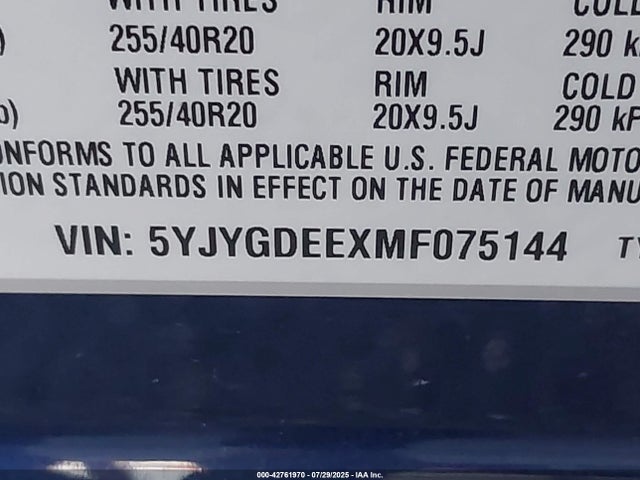 WITH TIRES RIM COLD
255/40R20 20X9.5J 290 kPa
WITH TIRES RIM COLD
255/40R20 20X9.5J 290 kP
ONFORMS TO ALL APPLICABLE U.S. FEDERAL MOTO
ION STANDARDS IN EFFECT ON THE DATE OF MANU
VIN: 5YJYGDEEXMF075144 TY
000-42761970 - 07/29/2025 - IAA Inc.